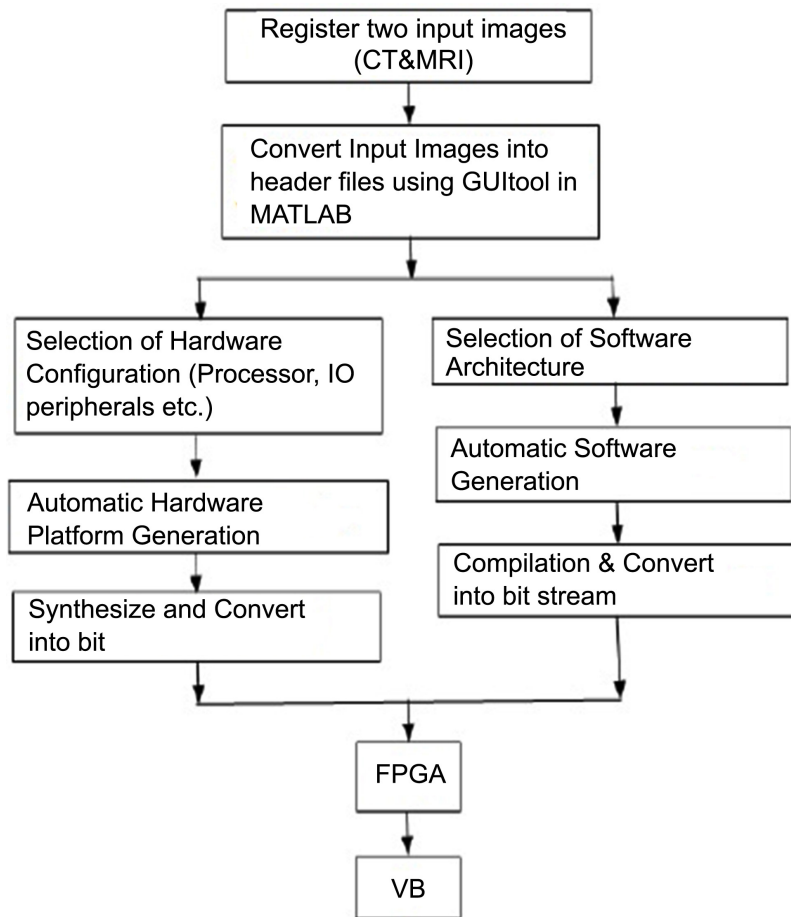 Register two input images
(CT&MRI)
Convert Input Images into
header files using GUItool in
MATLAB
Selection of Hardware
Configuration (Processor, IO
peripherals etc.)
Automatic Hardware
Platform Generation
Synthesize and Convert
into bit
Selection of Software
Architecture
Automatic Software
Generation
Compilation & Convert
into bit stream
FPGA
VB